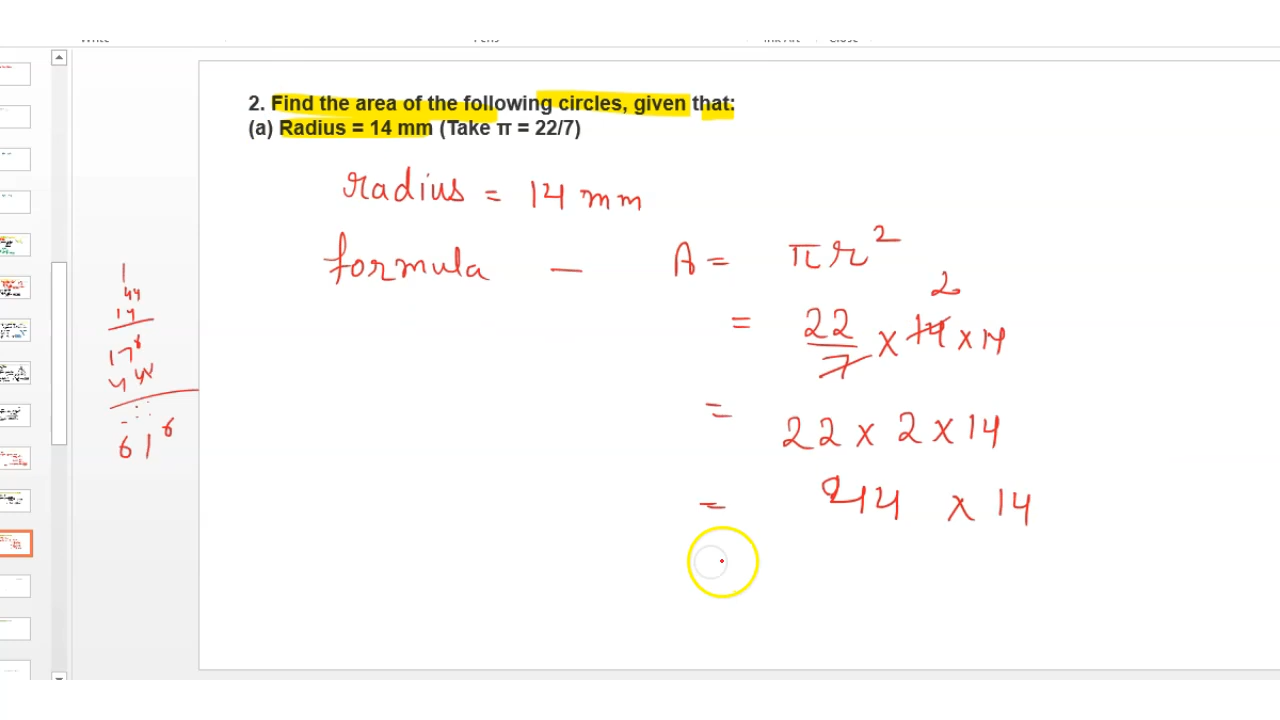 2. Find the area of the following circles, given that:
(a) Radius = 14 mm (Take π = 22/7)
radius = 14 mm
formula — A = πr²
2
= 22/7 × 14 × 14
= 22 × 2 × 14
= 44 × 14
1
44
14
176
44×
616